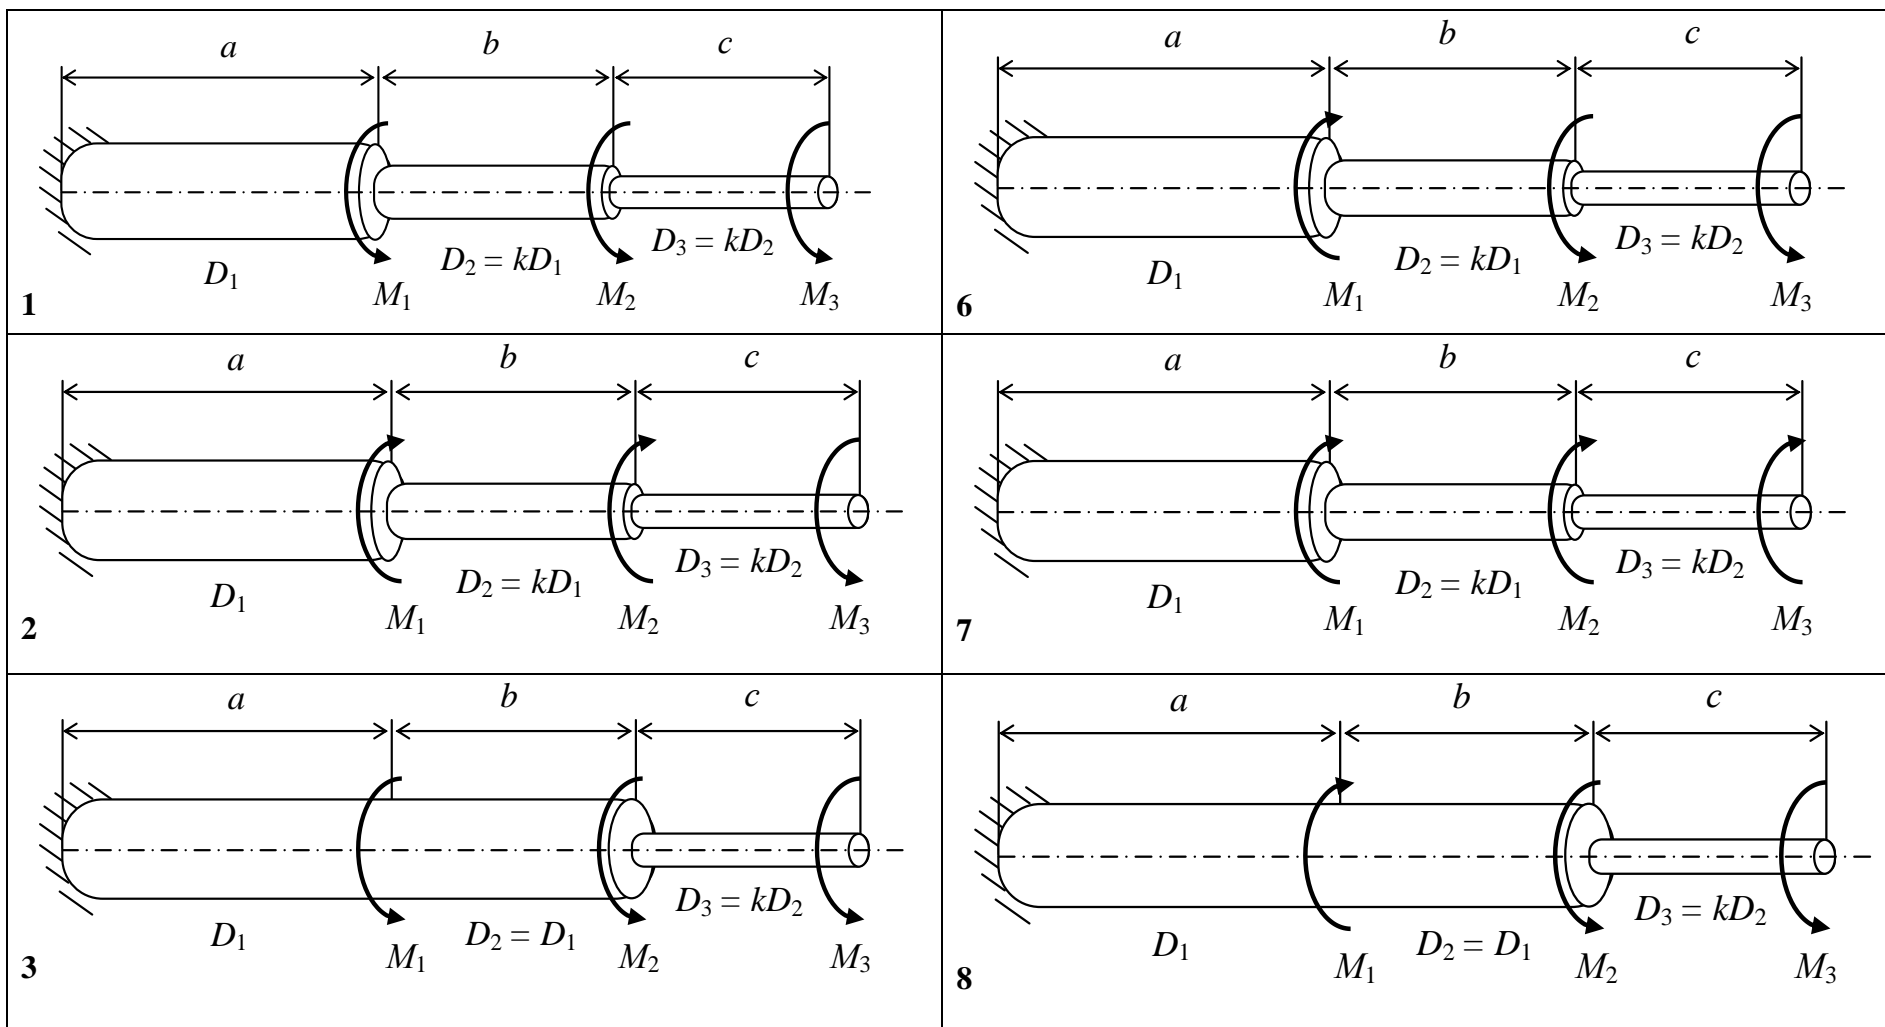 a b c
D1 D2 = kD1 D3 = kD2
1 M1 M2 M3
a b c
D1 D2 = kD1 D3 = kD2
6 M1 M2 M3
a b c
D1 D2 = kD1 D3 = kD2
2 M1 M2 M3
a b c
D1 D2 = kD1 D3 = kD2
7 M1 M2 M3
a b c
D1 D2 = D1 D3 = kD2
3 M1 M2 M3
a b c
D1 D2 = D1 D3 = kD2
8 M1 M2 M3